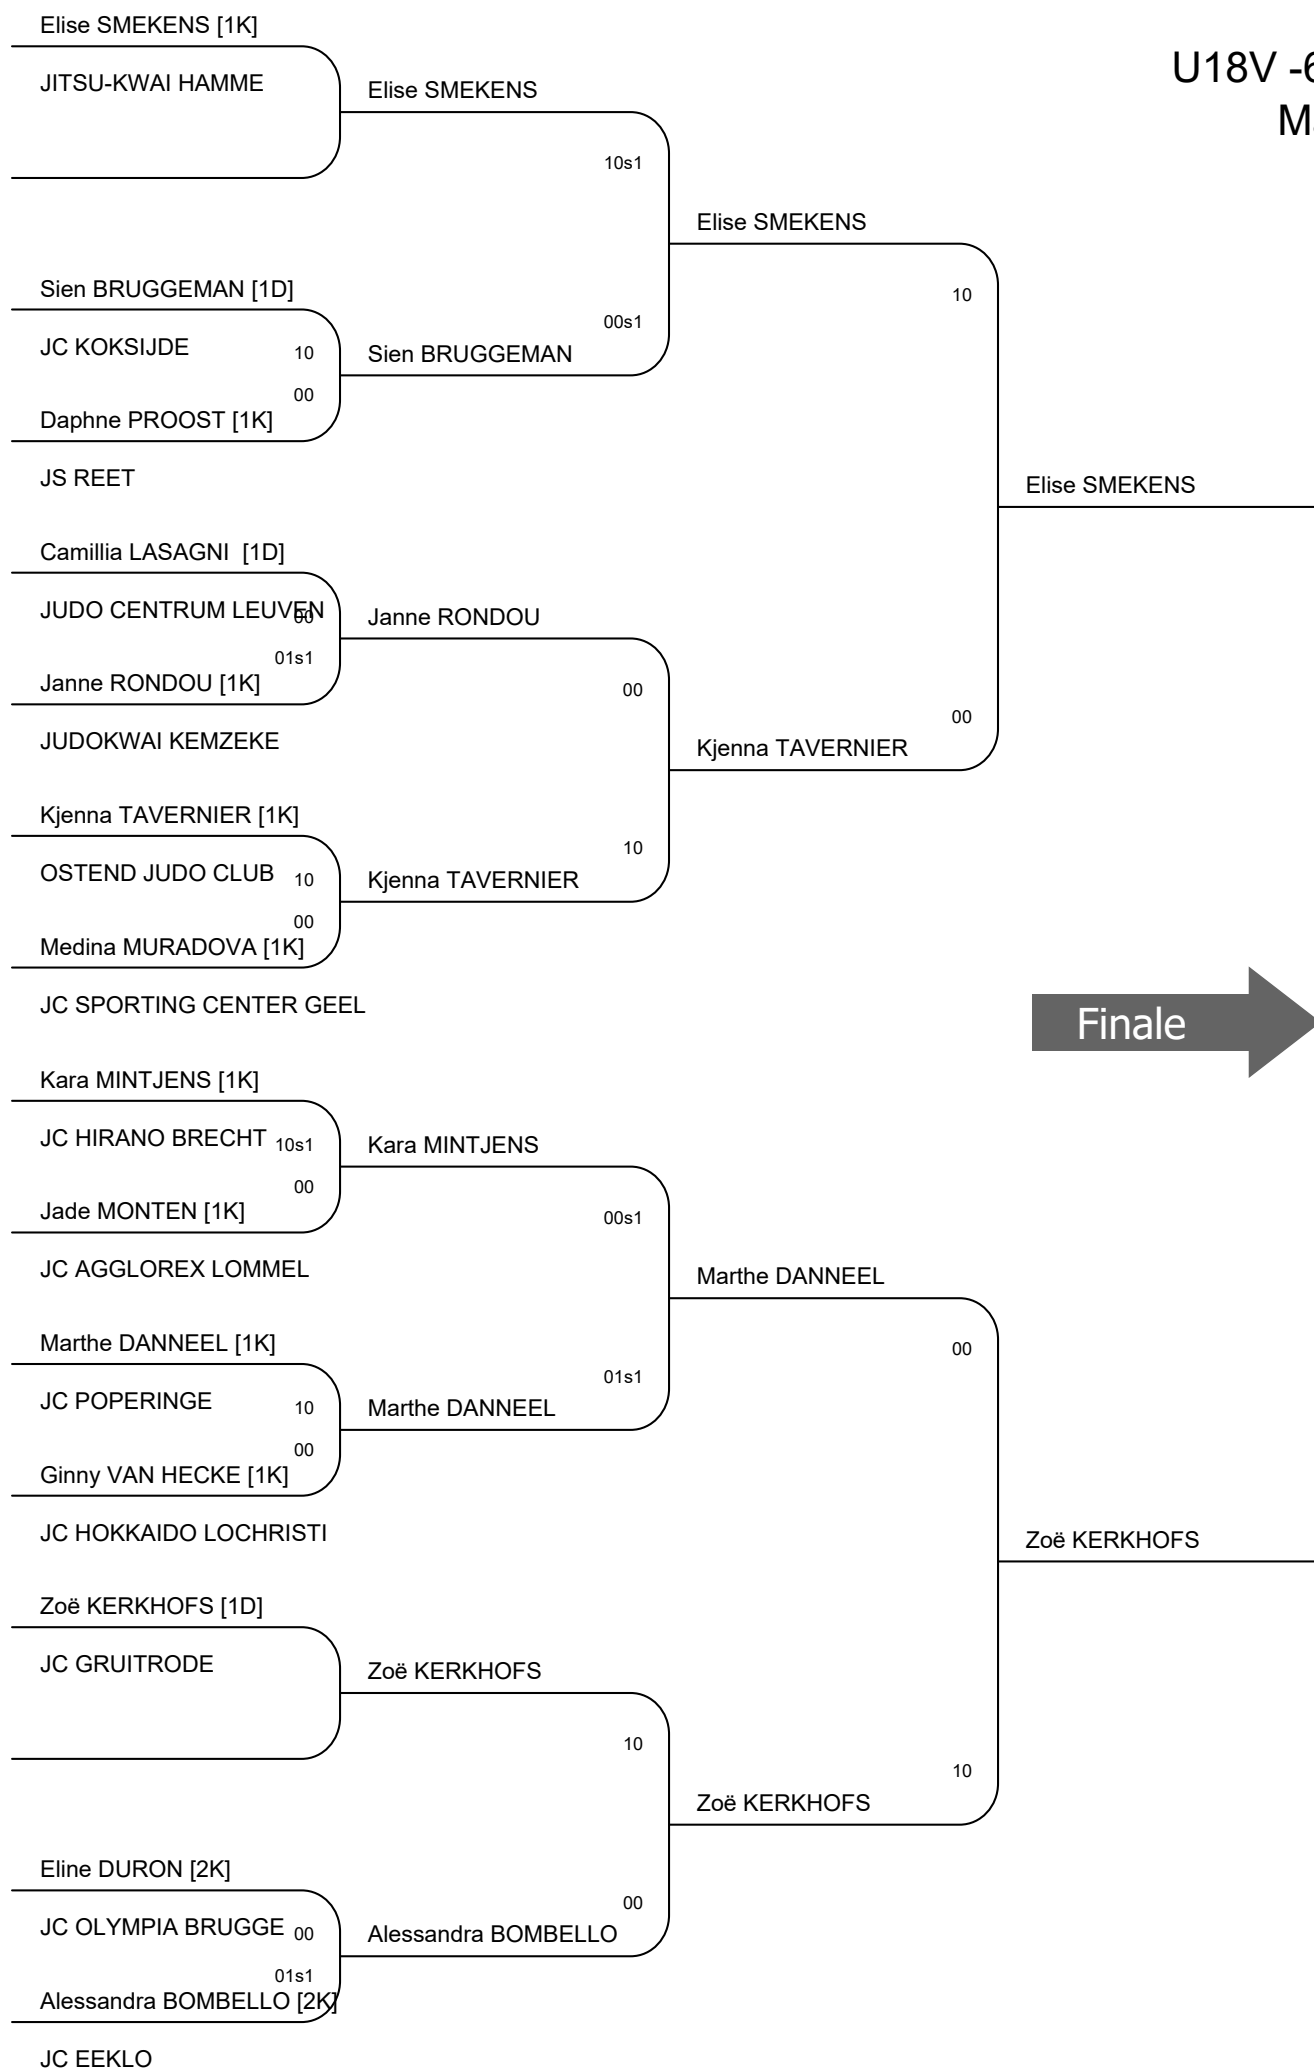 Elise SMEKENS [1K]
JITSU-KWAI HAMME
Elise SMEKENS
U18V -6
M
10s1
Elise SMEKENS
Sien BRUGGEMAN [1D]
10
00s1
JC KOKSIJDE
10
Sien BRUGGEMAN
00
Daphne PROOST [1K]
JS REET
Elise SMEKENS
Camillia LASAGNI [1D]
JUDO CENTRUM LEUVEN
00
Janne RONDOU
01s1
Janne RONDOU [1K]
00
00
JUDOKWAI KEMZEKE
Kjenna TAVERNIER
Kjenna TAVERNIER [1K]
10
OSTEND JUDO CLUB
10
Kjenna TAVERNIER
00
Medina MURADOVA [1K]
JC SPORTING CENTER GEEL
Finale
Kara MINTJENS [1K]
JC HIRANO BRECHT
10s1
Kara MINTJENS
00
Jade MONTEN [1K]
00s1
JC AGGLOREX LOMMEL
Marthe DANNEEL
Marthe DANNEEL [1K]
00
01s1
JC POPERINGE
10
Marthe DANNEEL
00
Ginny VAN HECKE [1K]
JC HOKKAIDO LOCHRISTI
Zoë KERKHOFS
Zoë KERKHOFS [1D]
JC GRUITRODE
Zoë KERKHOFS
10
10
Zoë KERKHOFS
Eline DURON [2K]
00
JC OLYMPIA BRUGGE
00
Alessandra BOMBELLO
01s1
Alessandra BOMBELLO [2K]
JC EEKLO